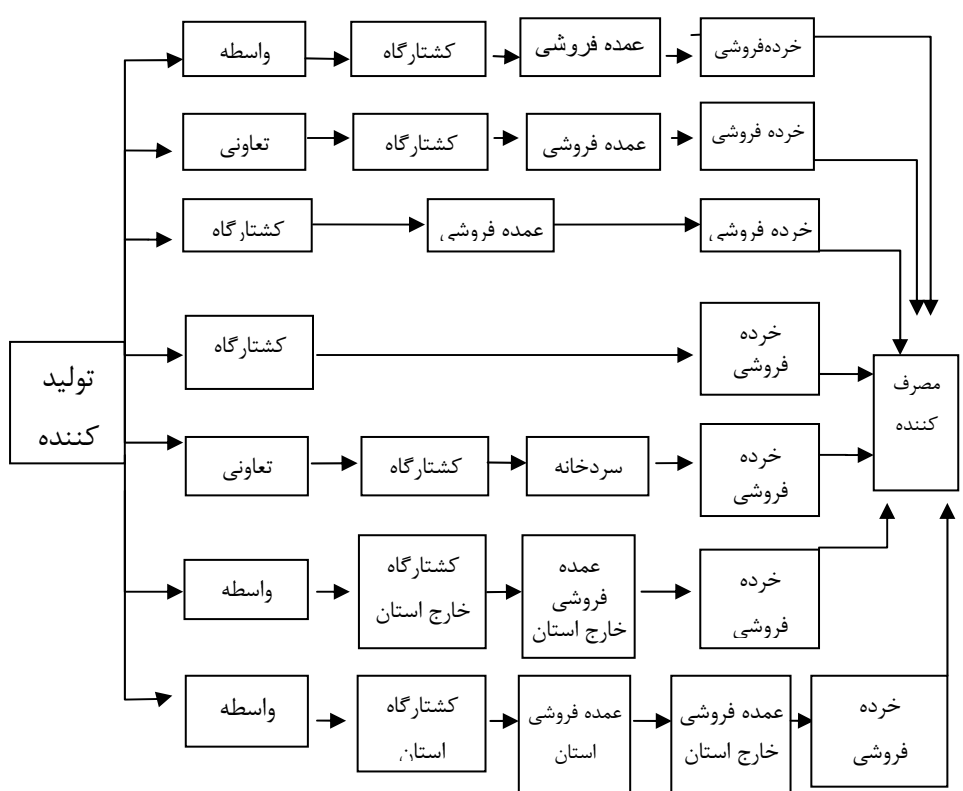 واسطه
کشتارگاه
عمده فروشی
خرده‌فروشی
تعاونی
کشتارگاه
عمده فروشی
خرده فروشی
کشتارگاه
عمده فروشی
خرده فروشی
کشتارگاه
خرده
فروشی
تولید
کننده
مصرف
کننده
تعاونی
کشتارگاه
سردخانه
خرده
فروشی
واسطه
کشتارگاه
خارج استان
عمده
فروشی
خارج استان
خرده
فروشی
واسطه
کشتارگاه
استان
عمده فروشی
استان
عمده فروشی
خارج استان
خرده
فروشی